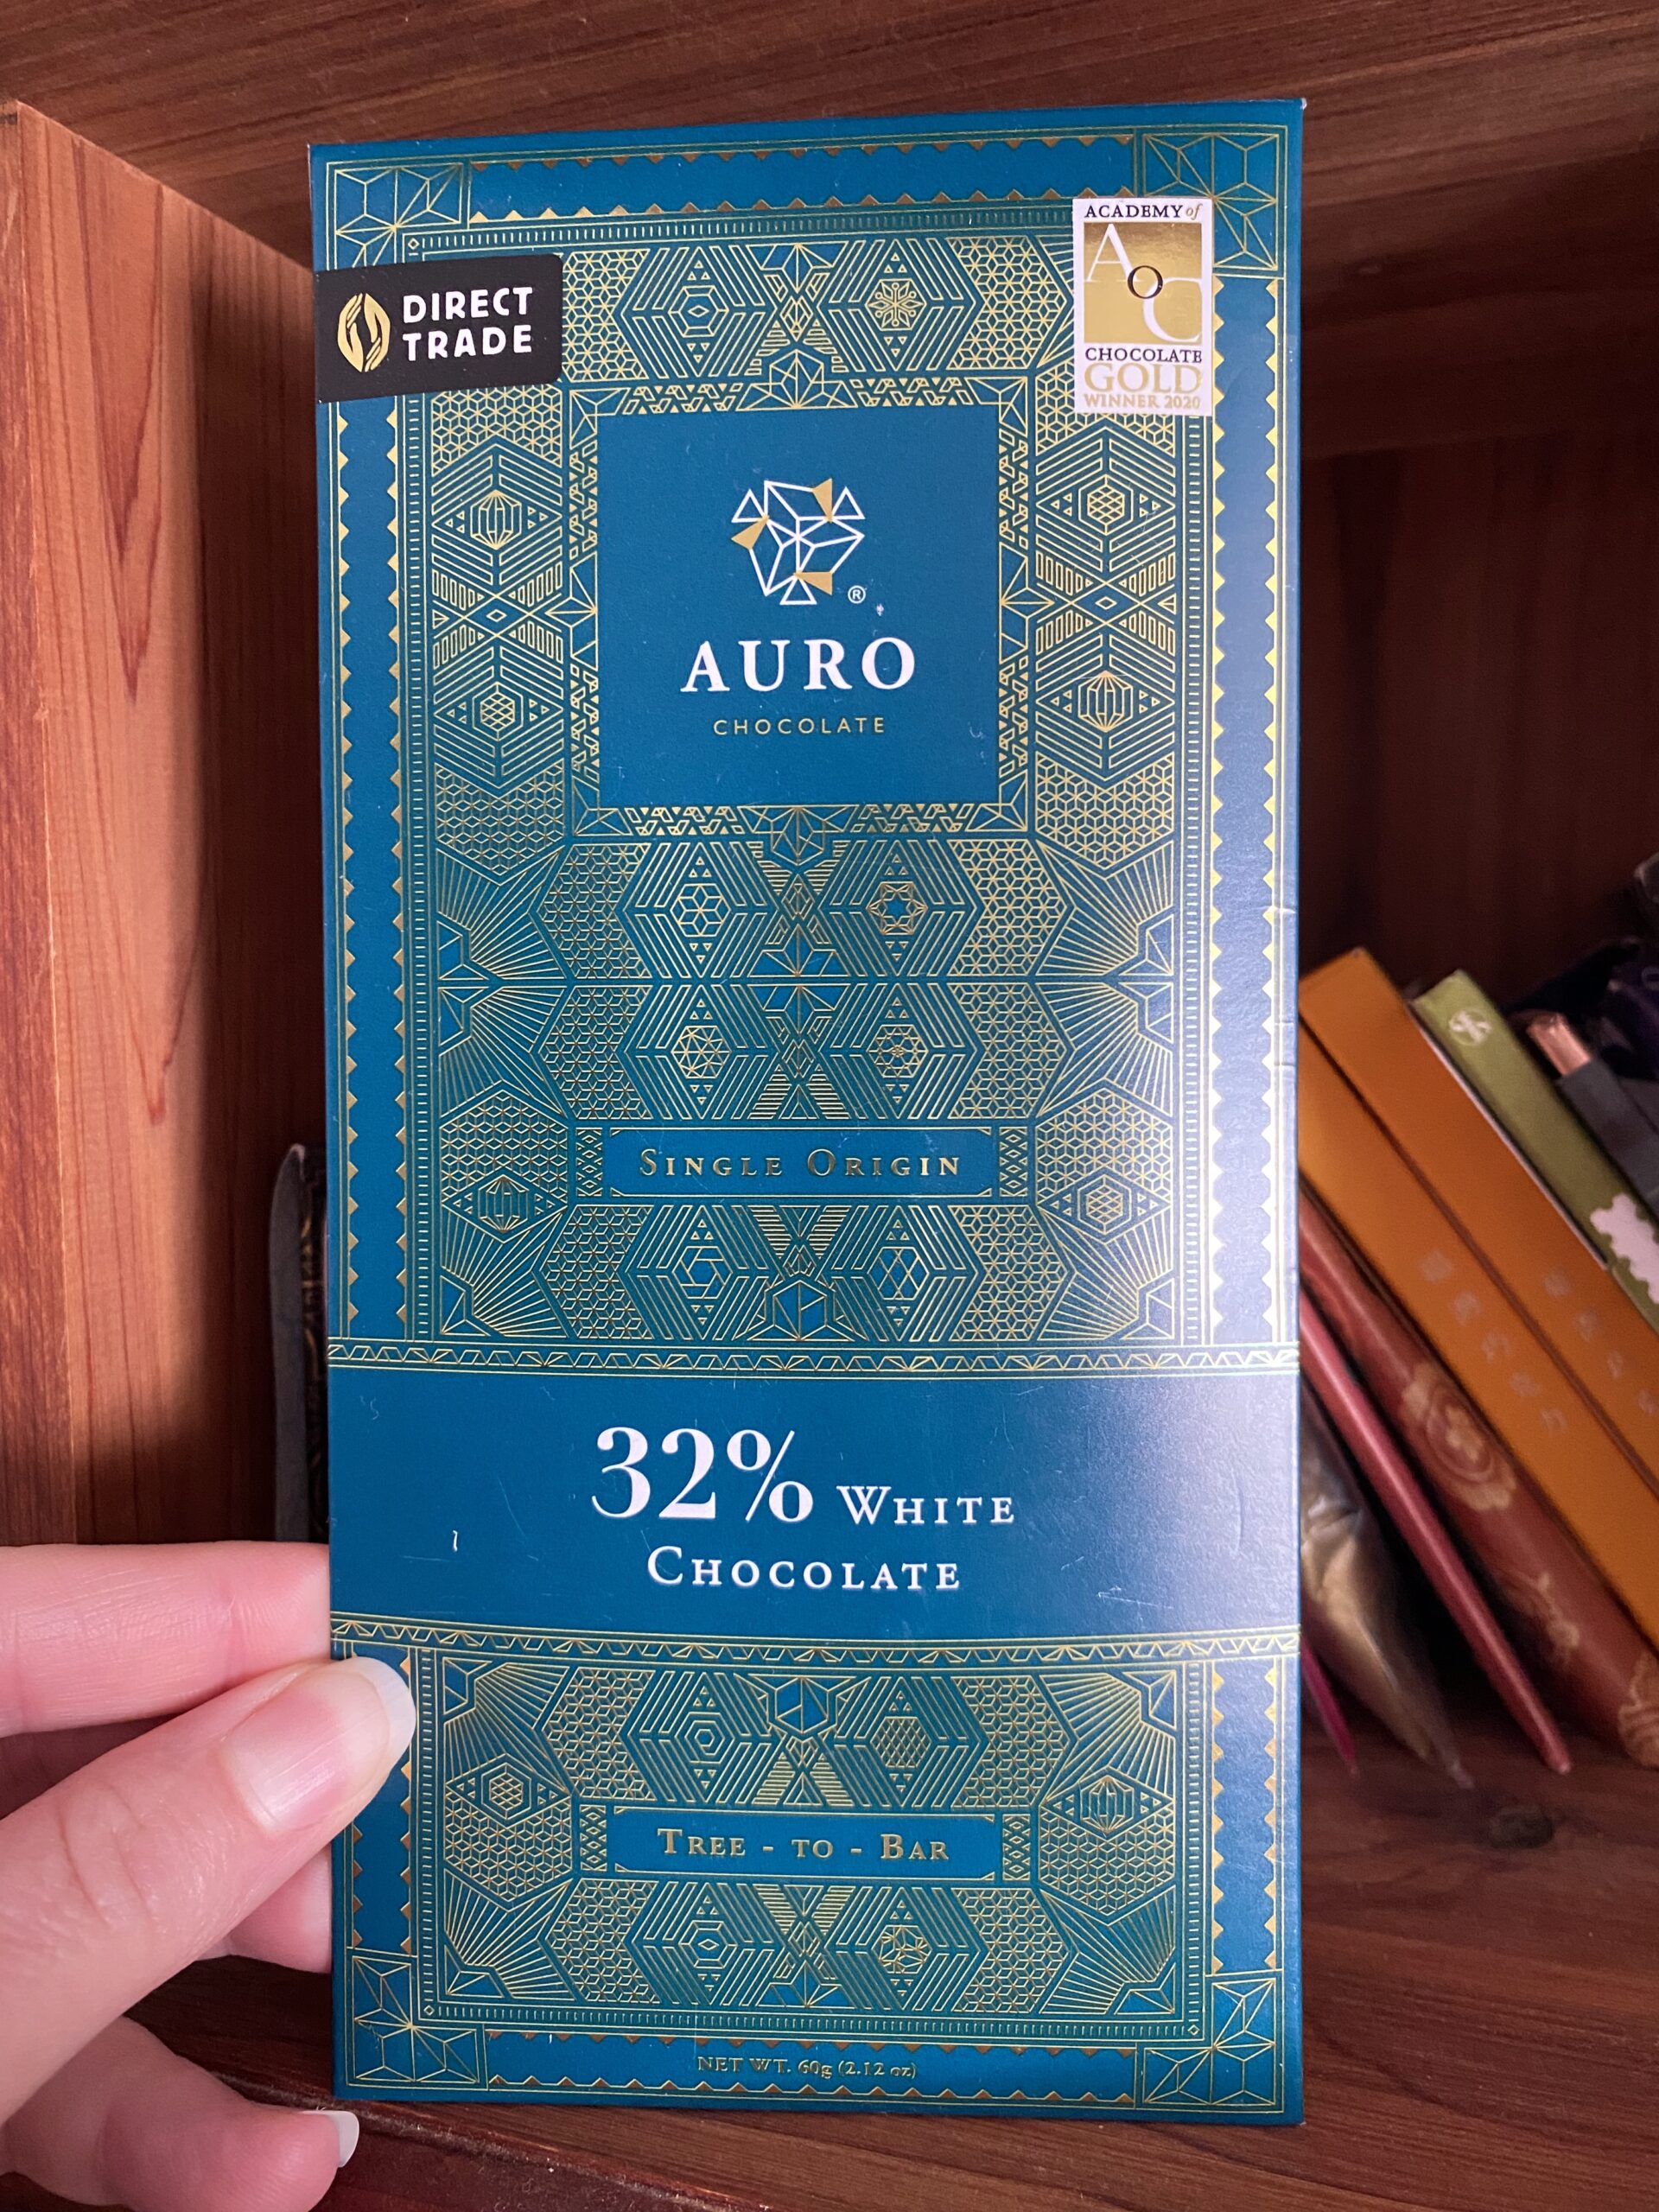 ACADEMY of
A o C
CHOCOLATE
GOLD
WINNER 2020
DIRECT
TRADE
®
AURO
CHOCOLATE
SINGLE ORIGIN
32% WHITE
CHOCOLATE
TREE - TO - BAR
NET WT. 60g (2.12 oz)